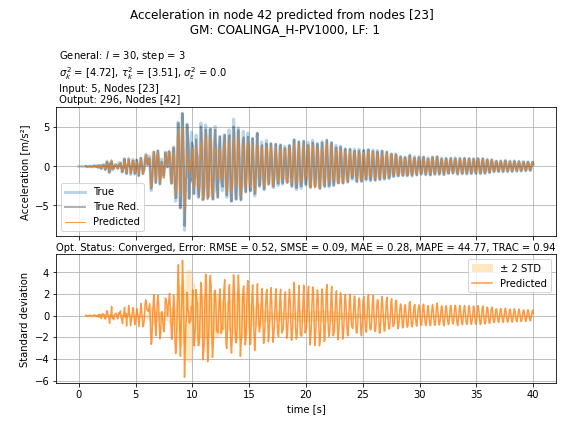 Acceleration in node 42 predicted from nodes [23]
GM: COALINGA_H-PV1000, LF: 1
General: l = 30, step = 3
σ²ₖ = [4.72], τ²ₖ = [3.51], σ²ₑ = 0.0
Input: 5, Nodes [23]
Output: 296, Nodes [42]
Acceleration [m/s²]
5
0
−5
True
True Red.
Predicted
Opt. Status: Converged, Error: RMSE = 0.52, SMSE = 0.09, MAE = 0.28, MAPE = 44.77, TRAC = 0.94
Standard deviation
4
2
0
−2
−4
−6
± 2 STD
Predicted
0 5 10 15 20 25 30 35 40
time [s]